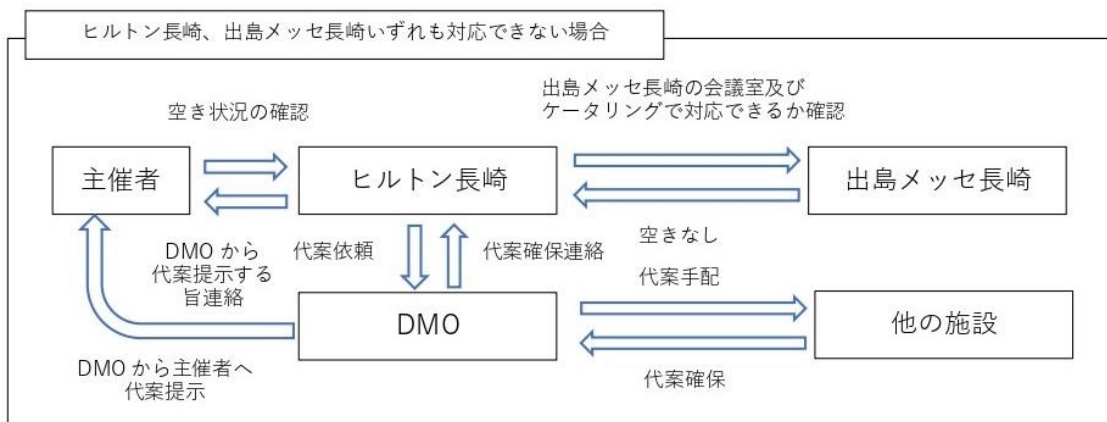 ヒルトン長崎、出島メッセ長崎いずれも対応できない場合
空き状況の確認
出島メッセ長崎の会議室及び
ケータリングで対応できるか確認
主催者
ヒルトン長崎
出島メッセ長崎
DMO から
代案提示する
旨連絡
代案依頼
代案確保連絡
空きなし
代案手配
DMO
他の施設
DMO から主催者へ
代案提示
代案確保